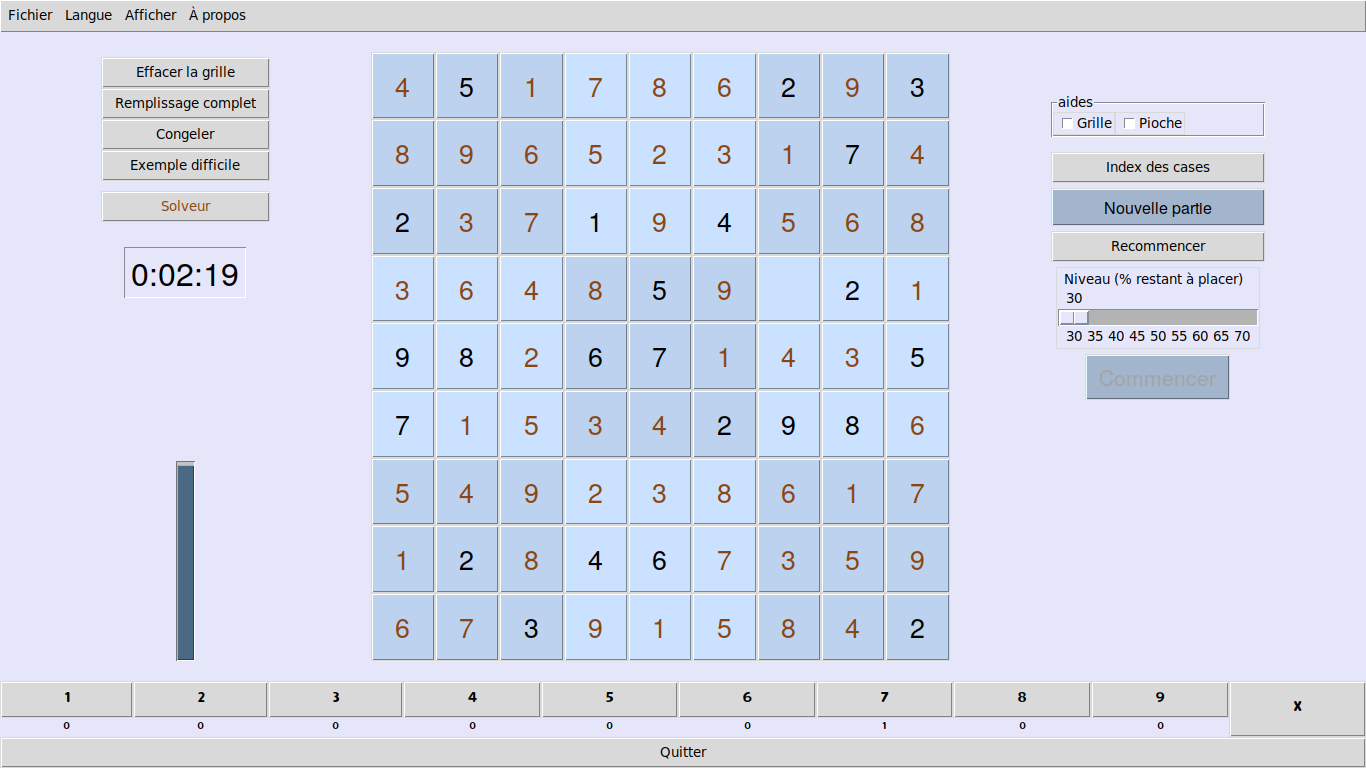 Fichier Langue Afficher À propos
Effacer la grille
Remplissage complet
Congeler
Exemple difficile
Solveur
0:02:19
4 5 1 7 8 6 2 9 3
8 9 6 5 2 3 1 7 4
2 3 7 1 9 4 5 6 8
3 6 4 8 5 9 2 1
9 8 2 6 7 1 4 3 5
7 1 5 3 4 2 9 8 6
5 4 9 2 3 8 6 1 7
1 2 8 4 6 7 3 5 9
6 7 3 9 1 5 8 4 2
aides
Grille Pioche
Index des cases
Nouvelle partie
Recommencer
Niveau (% restant à placer)
30
30 35 40 45 50 55 60 65 70
Commencer
1 2 3 4 5 6 7 8 9 x
0 0 0 0 0 0 1 0 0
Quitter